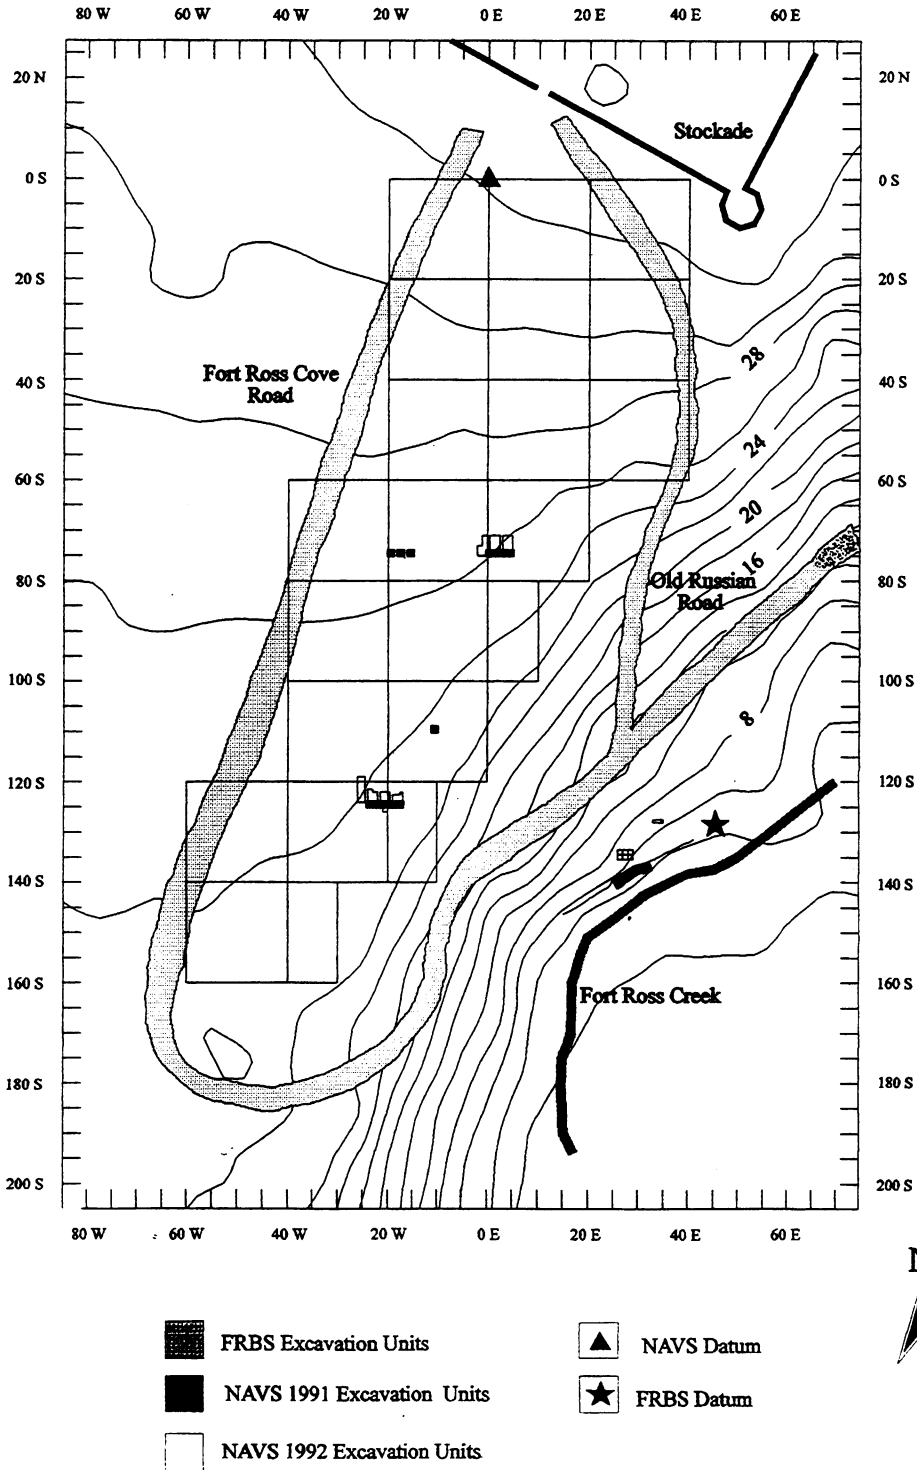 80 W 60 W 40 W 20 W 0 E 20 E 40 E 60 E
20 N 20 N
Stockade
0 S 0 S
20 S 20 S
28
Fort Ross Cove
Road
40 S 40 S
24
60 S 60 S
20
16
80 S 80 S
Old Russian
Road
100 S 100 S
8
120 S 120 S
140 S 140 S
160 S 160 S
Fort Ross Creek
180 S 180 S
200 S 200 S
80 W 60 W 40 W 20 W 0 E 20 E 40 E 60 E
N
FRBS Excavation Units
NAVS Datum
NAVS 1991 Excavation Units
FRBS Datum
NAVS 1992 Excavation Units